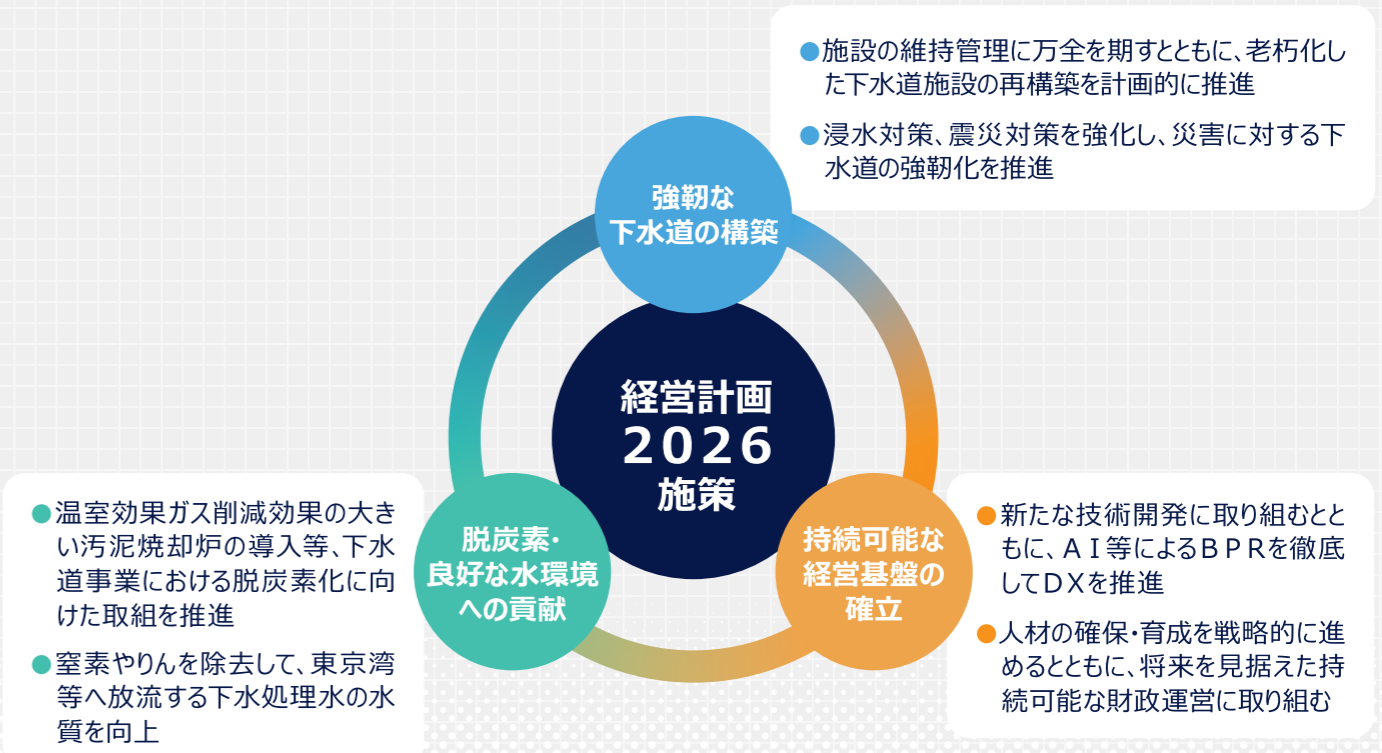 ●施設の維持管理に万全を期すとともに、老朽化し
た下水道施設の再構築を計画的に推進
●浸水対策、震災対策を強化し、災害に対する下
水道の強靭化を推進
強靭な
下水道の構築
経営計画
2026
施策
脱炭素・
良好な水環境
への貢献
持続可能な
経営基盤の
確立
●温室効果ガス削減効果の大き
い汚泥焼却炉の導入等、下水
道事業における脱炭素化に向
けた取組を推進
●窒素やりんを除去して、東京湾
等へ放流する下水処理水の水
質を向上
●新たな技術開発に取り組むとと
もに、ＡＩ等によるＢＰＲを徹底
してＤＸを推進
●人材の確保・育成を戦略的に進
めるとともに、将来を見据えた持
続可能な財政運営に取り組む